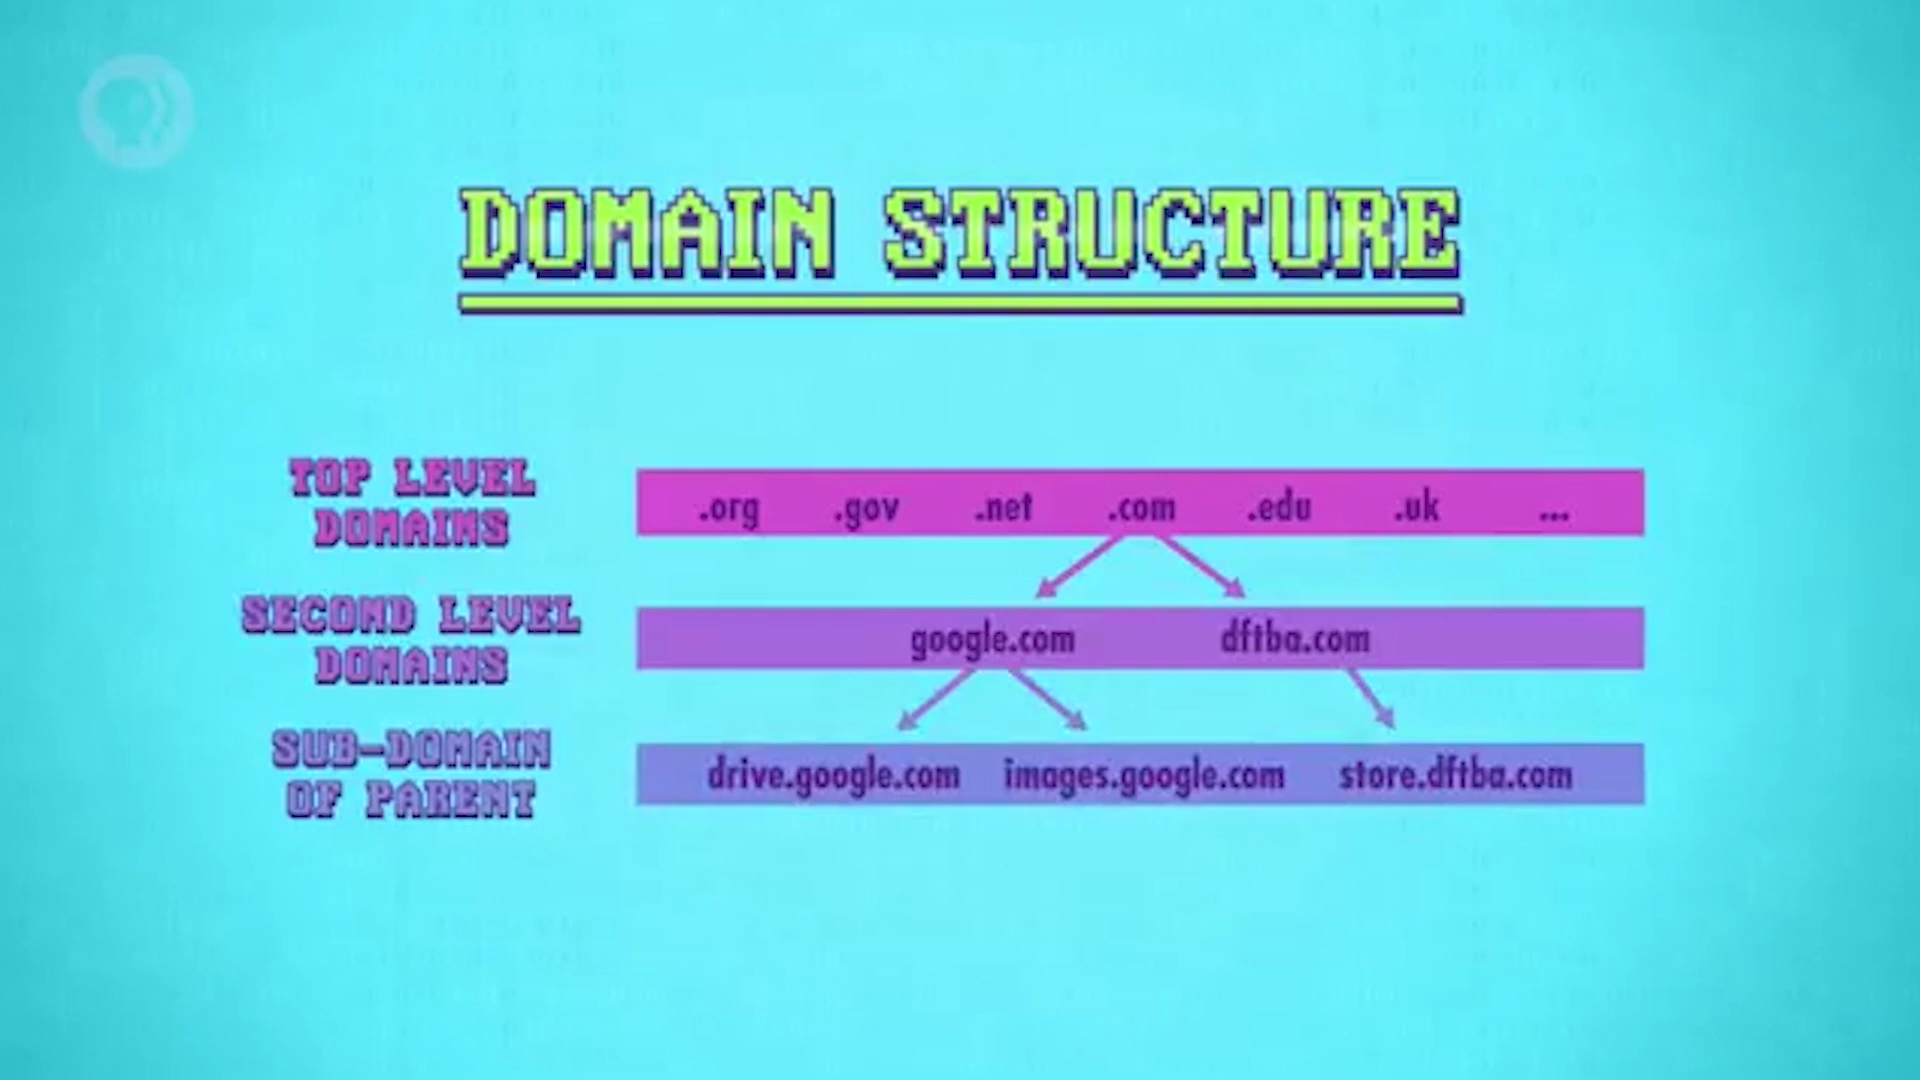 DOMAIN STRUCTURE
TOP LEVEL
DOMAINS
.org .gov .net .com .edu .uk ...
SECOND LEVEL
DOMAINS
google.com dftba.com
SUB-DOMAIN
OF PARENT
drive.google.com images.google.com store.dftba.com